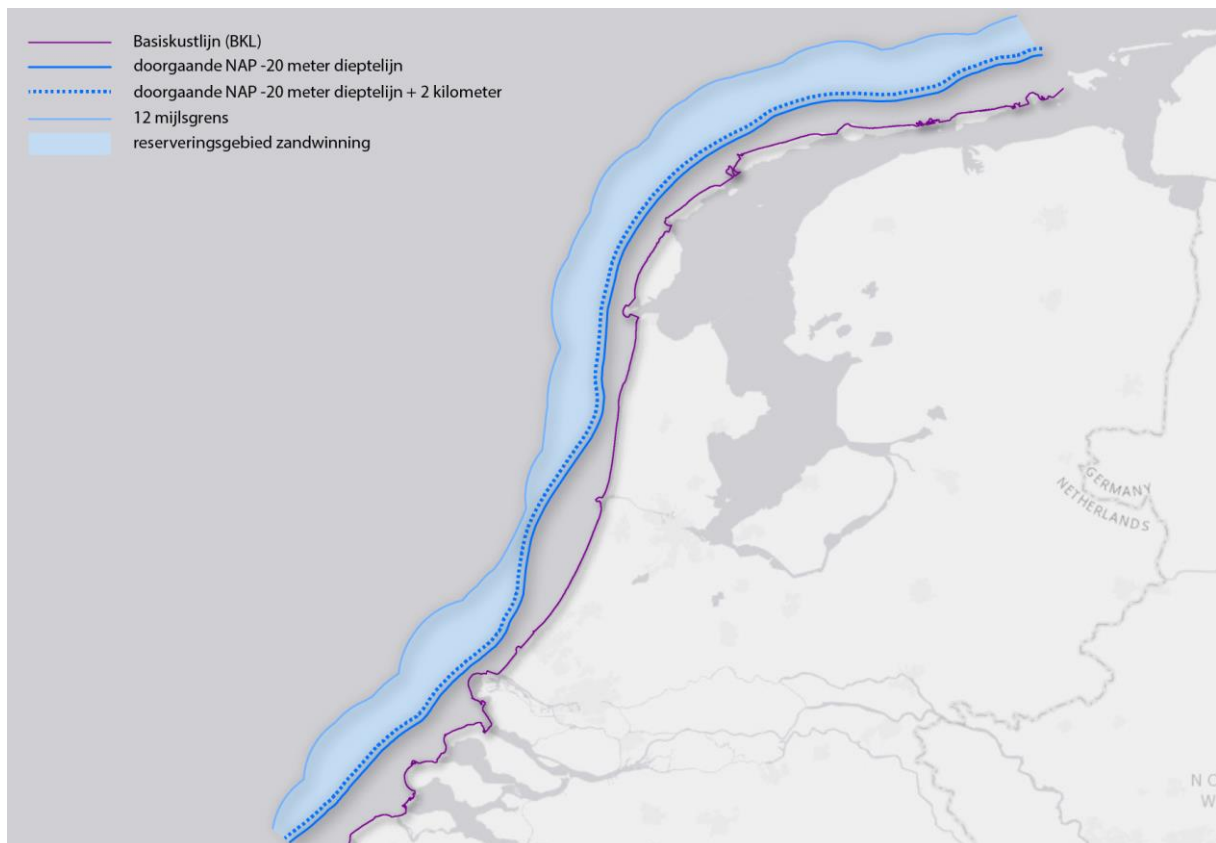 Basiskustlijn (BKL)
doorgaande NAP -20 meter dieptelijn
doorgaande NAP -20 meter dieptelijn + 2 kilometer
12 mijlsgrens
reserveringsgebied zandwinning
GERMANY
NETHERLANDS
N O
W